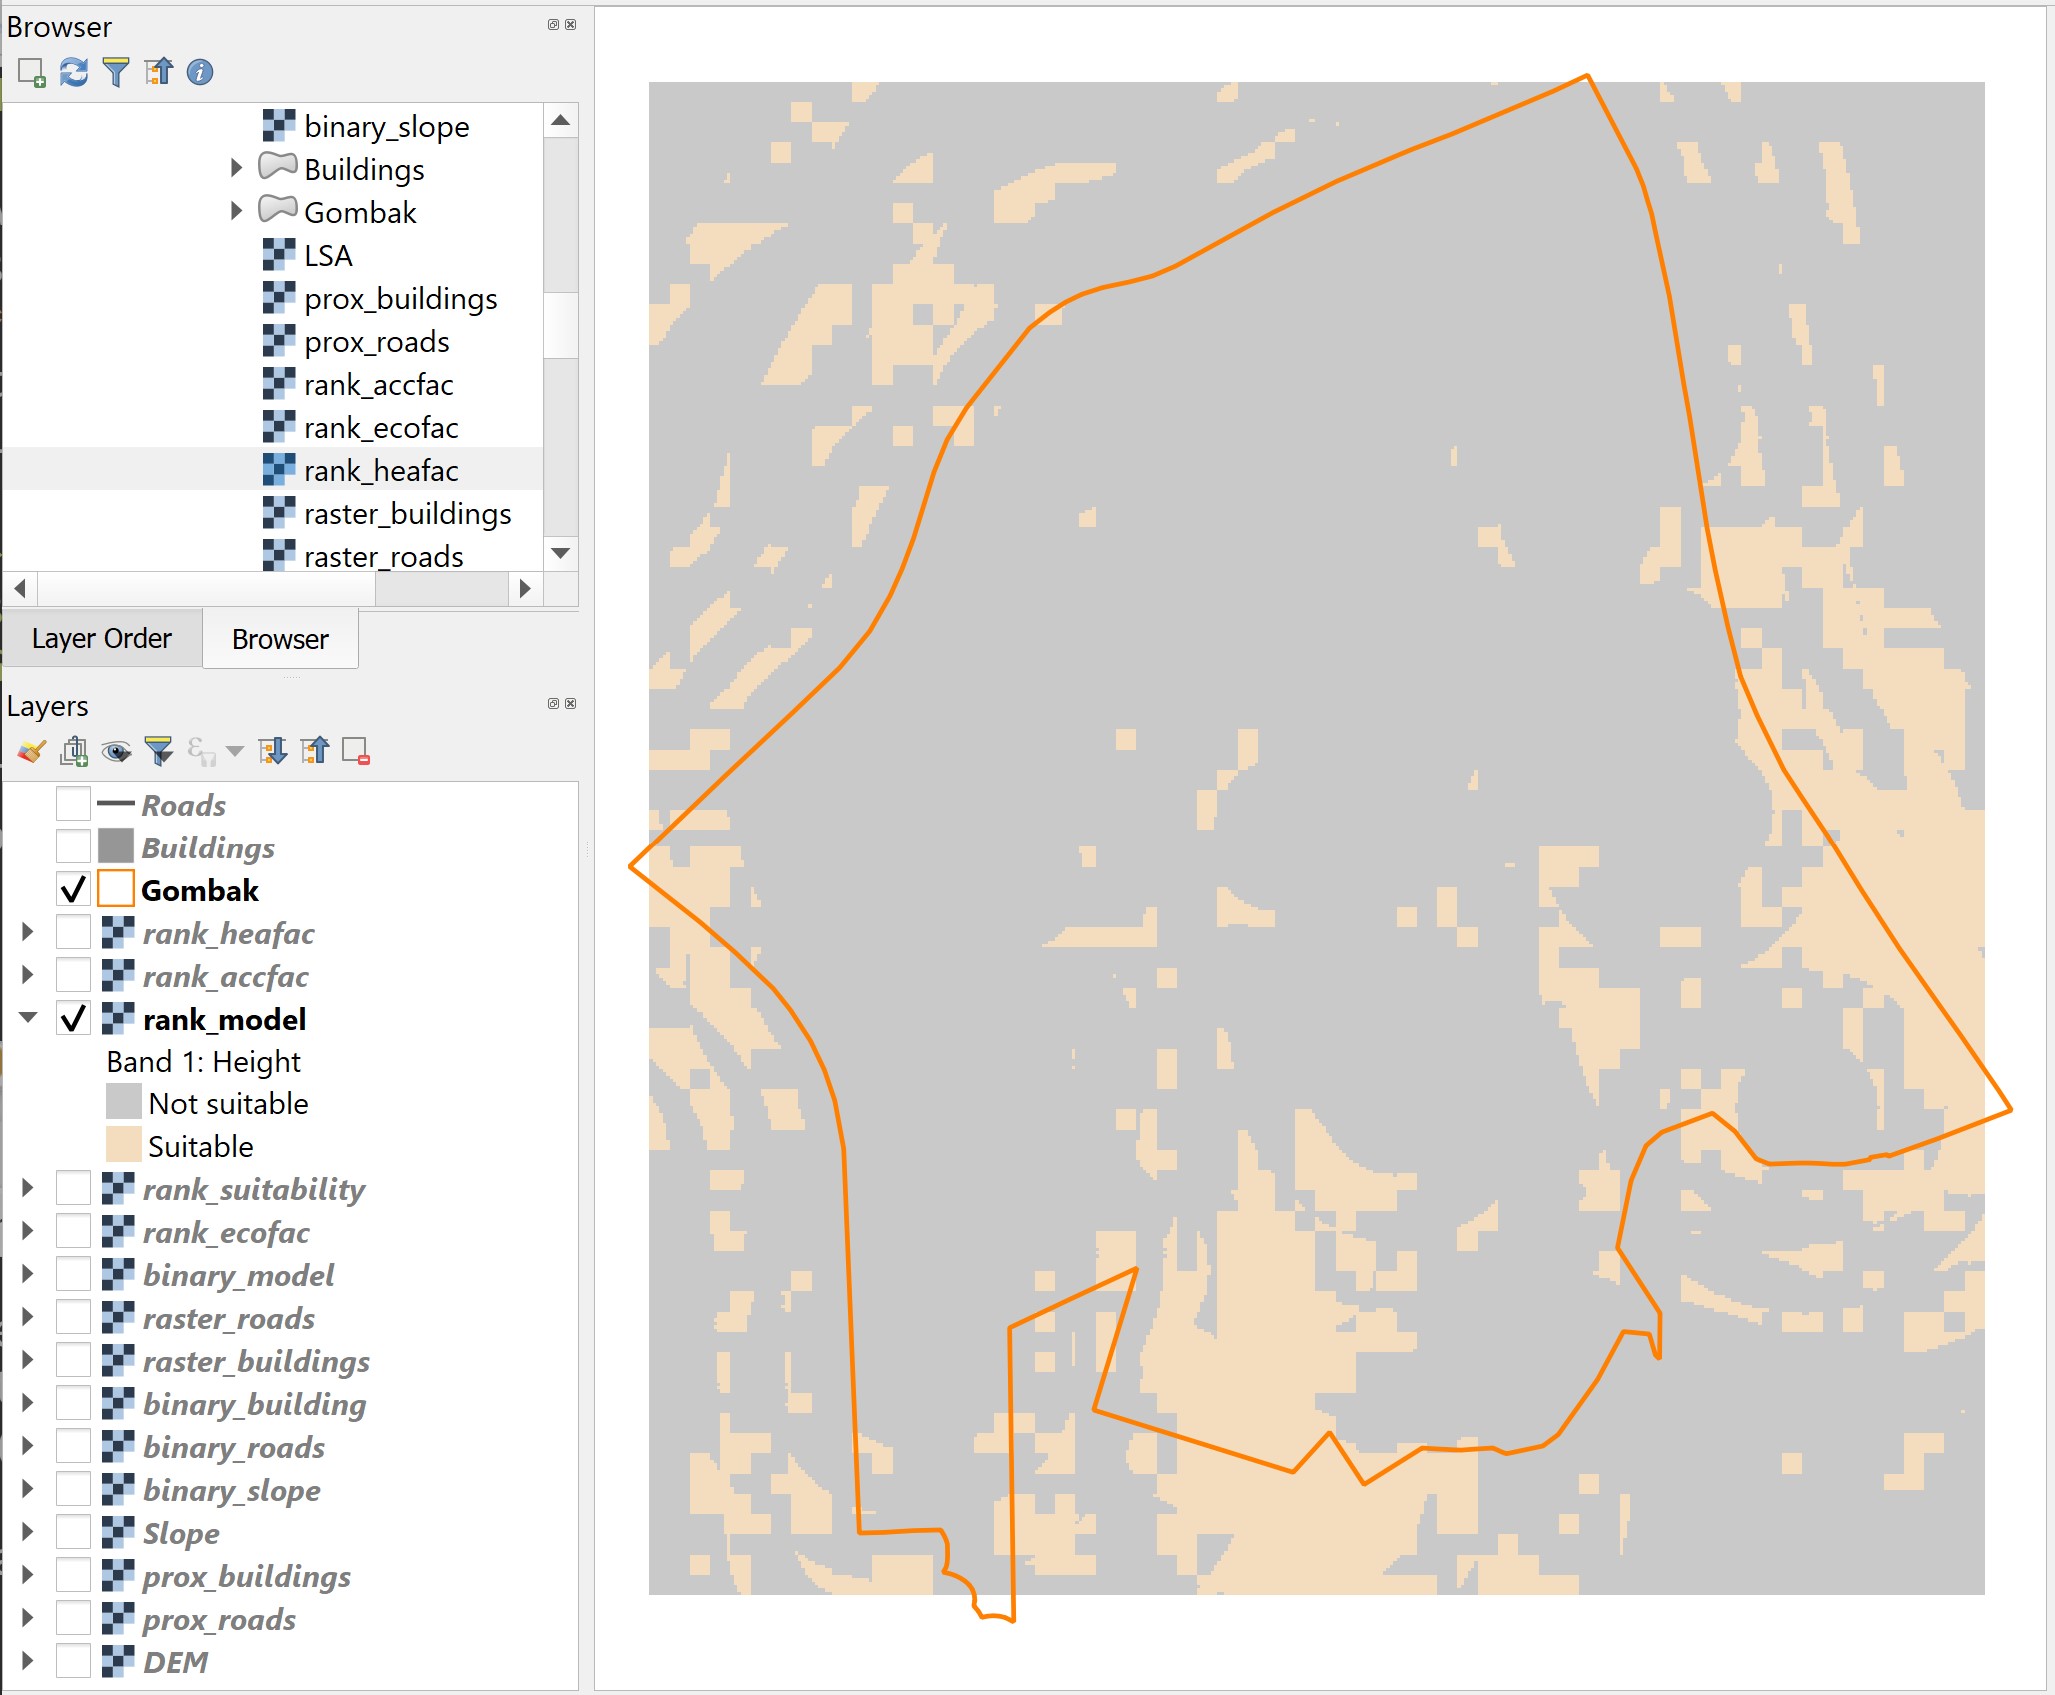 Browser
binary_slope
Buildings
Gombak
LSA
prox_buildings
prox_roads
rank_accfac
rank_ecofac
rank_heafac
raster_buildings
raster_roads
Layer Order
Browser
Layers
Roads
Buildings
Gombak
rank_heafac
rank_accfac
rank_model
Band 1: Height
Not suitable
Suitable
rank_suitability
rank_ecofac
binary_model
raster_roads
raster_buildings
binary_building
binary_roads
binary_slope
Slope
prox_buildings
prox_roads
DEM